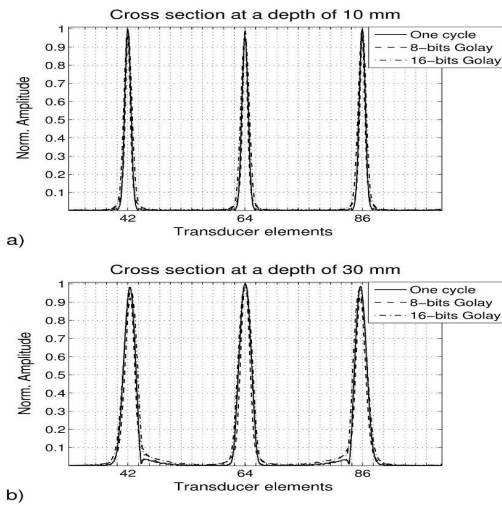 Cross section at a depth of 10 mm
One cycle
8-bits Golay
16-bits Golay
Norm. Amplitude
1
0.9
0.8
0.7
0.6
0.5
0.4
0.3
0.2
0.1
42 64 86
Transducer elements
a)
Cross section at a depth of 30 mm
One cycle
8-bits Golay
16-bits Golay
Norm. Amplitude
1
0.9
0.8
0.7
0.6
0.5
0.4
0.3
0.2
0.1
42 64 86
Transducer elements
b)